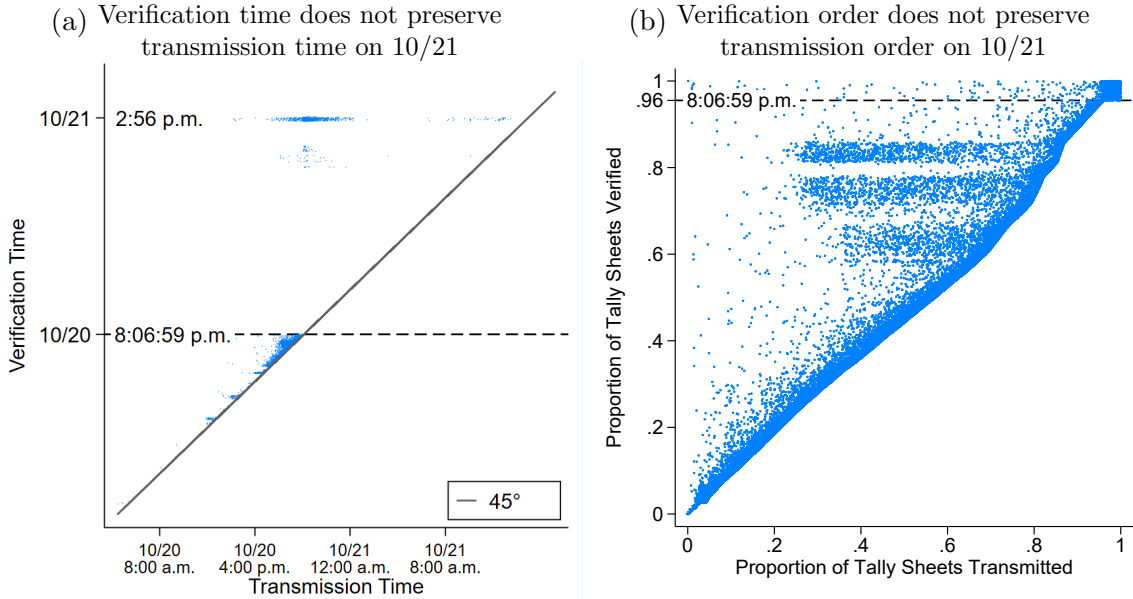 (a) Verification time does not preserve
transmission time on 10/21
Verification Time
10/21
2:56 p.m.
10/20
8:06:59 p.m.
45°
10/20 10/20 10/21 10/21
8:00 a.m. 4:00 p.m. 12:00 a.m. 8:00 a.m.
Transmission Time
(b) Verification order does not preserve
transmission order on 10/21
Proportion of Tally Sheets Verified
1
.96
8:06:59 p.m.
.8
.6
.4
.2
0
0 .2 .4 .6 .8 1
Proportion of Tally Sheets Transmitted